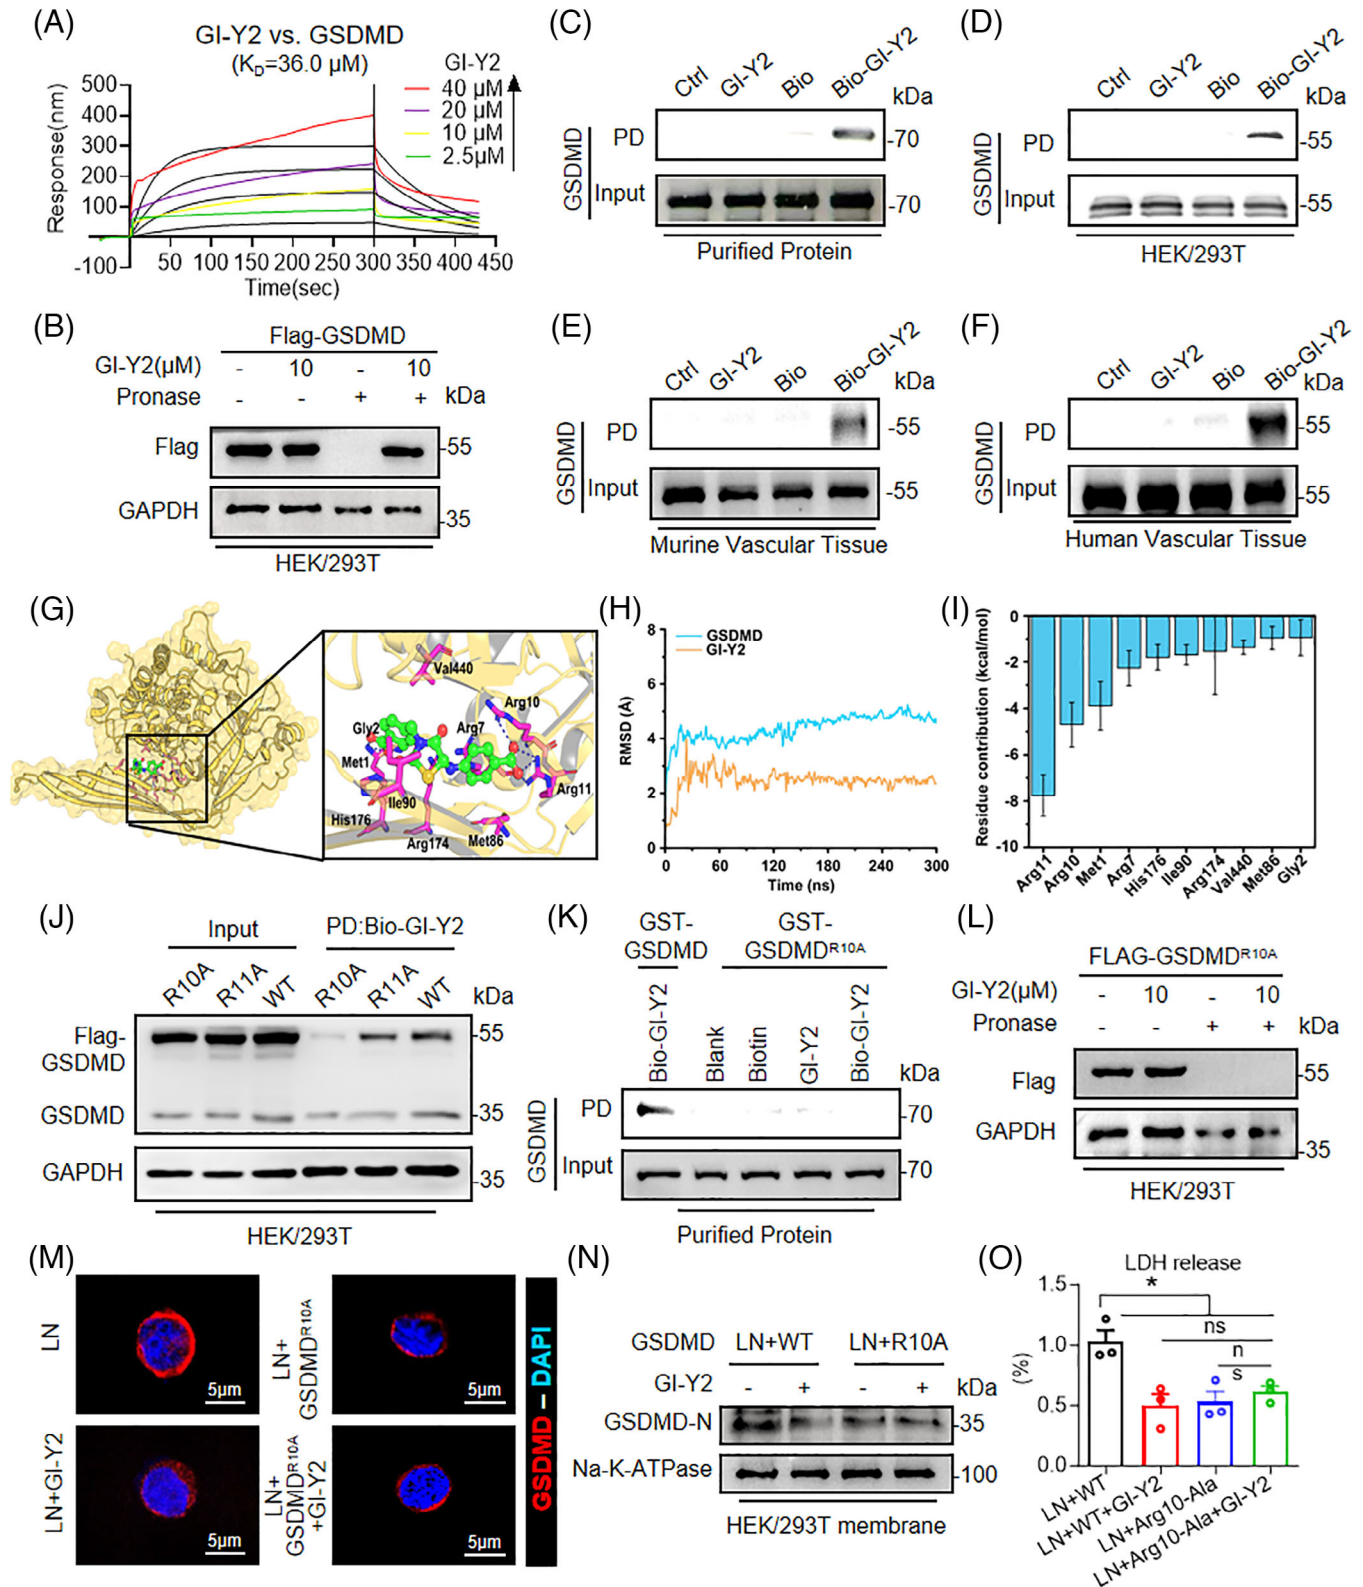 (A)
GI-Y2 vs. GSDMD
(KD=36.0 μM)
GI-Y2
40 μM
20 μM
10 μM
2.5μM
Response(nm)
500
400
300
200
100
-100
50 100 150 200 250 300 350 400 450
Time(sec)
(B)
Flag-GSDMD
GI-Y2(μM) - 10 - 10
Pronase - - + + kDa
Flag -55
GAPDH -35
HEK/293T
(C)
Ctrl GI-Y2 Bio Bio-GI-Y2
kDa
GSDMD
PD -70
Input -70
Purified Protein
(D)
Ctrl GI-Y2 Bio Bio-GI-Y2
kDa
GSDMD
PD -55
Input -55
HEK/293T
(E)
Ctrl GI-Y2 Bio Bio-GI-Y2
kDa
GSDMD
PD -55
Input -55
Murine Vascular Tissue
(F)
Ctrl GI-Y2 Bio Bio-GI-Y2
kDa
GSDMD
PD -55
Input -55
Human Vascular Tissue
(G)
Val440
Arg10
Gly2
Arg7
Met1
Arg11
Ile90
His176
Arg174
Met86
(H)
GSDMD
GI-Y2
RMSD (Å)
8
6
4
2
0
0 60 120 180 240 300
Time (ns)
(I)
Residue contribution (kcal/mol)
0
-2
-4
-6
-8
-10
Arg11 Arg10 Met1 Arg7 His176 Ile90 Arg174 Val440 Met86 Gly2
(J)
Input PD:Bio-GI-Y2
R10A R11A WT R10A R11A WT
kDa
Flag-GSDMD -55
GSDMD -35
GAPDH -35
HEK/293T
(K)
GST-GSDMD
GST-GSDMDR10A
Bio-GI-Y2 Blank Biotin GI-Y2 Bio-GI-Y2
kDa
GSDMD
PD -70
Input -70
Purified Protein
(L)
FLAG-GSDMDR10A
GI-Y2(μM) - 10 - 10
Pronase - - + + kDa
Flag -55
GAPDH -35
HEK/293T
(M)
LN
5μm
LN+GSDMDR10A
5μm
LN+GI-Y2
5μm
LN+GSDMDR10A+GI-Y2
5μm
GSDMD – DAPI
(N)
GSDMD LN+WT LN+R10A
GI-Y2 - + - + kDa
GSDMD-N -35
Na-K-ATPase -100
HEK/293T membrane
(O)
LDH release
*
ns
n
s
(%)
1.5
1.0
0.5
0.0
LN+WT
LN+WT+GI-Y2
LN+Arg10-Ala
LN+Arg10-Ala+GI-Y2